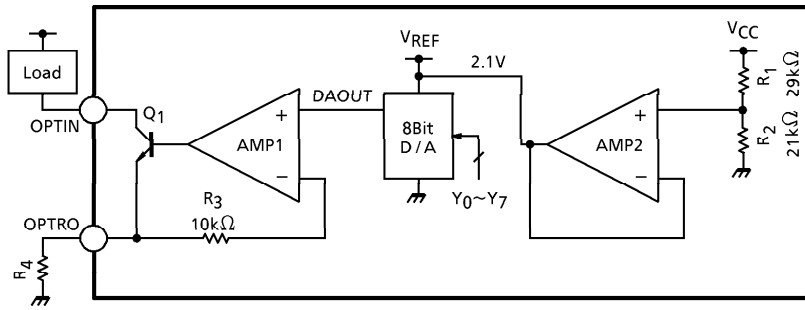 Load
OPTIN
Q1
AMP1
DAOUT
VREF
2.1V
8Bit
D/A
Y0~Y7
AMP2
VCC
R1
29kΩ
R2
21kΩ
R3
10kΩ
OPTRO
R4
+
−
+
−